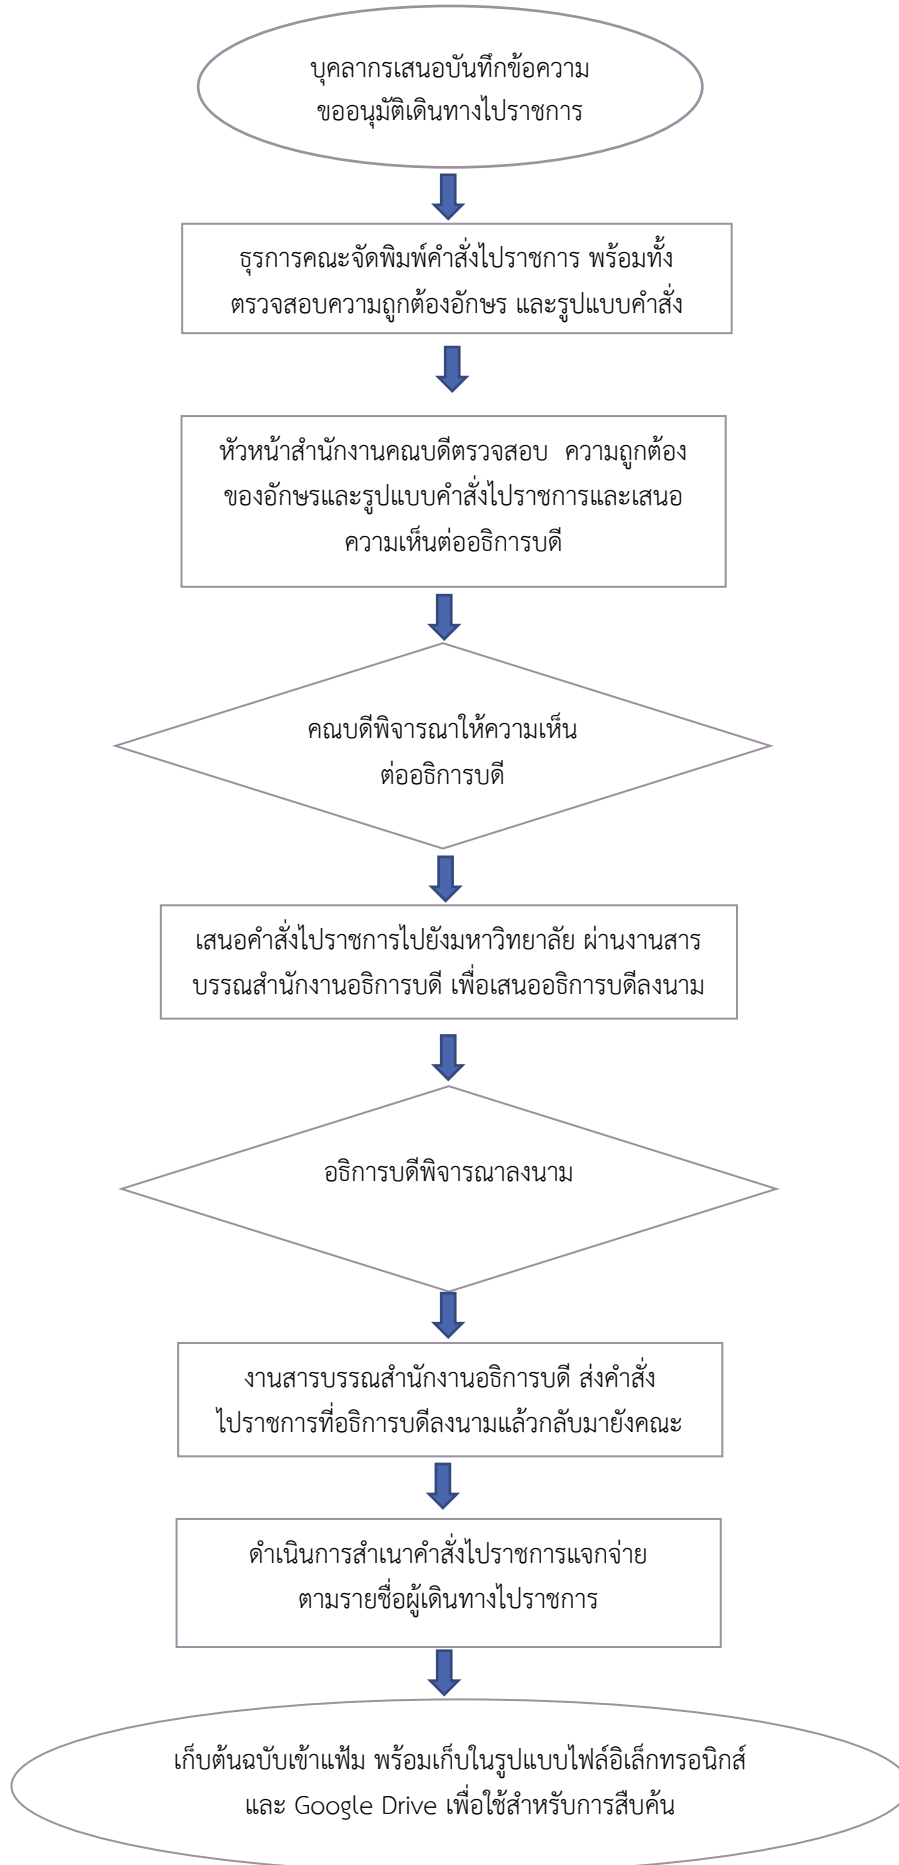 บุคลากรเสนอบันทึกข้อความ
ขออนุมัติเดินทางไปราชการ
ธุรการคณะจัดพิมพ์คำสั่งไปราชการ พร้อมทั้ง
ตรวจสอบความถูกต้องอักษร และรูปแบบคำสั่ง
หัวหน้าสำนักงานคณบดีตรวจสอบ ความถูกต้อง
ของอักษรและรูปแบบคำสั่งไปราชการและเสนอ
ความเห็นต่ออธิการบดี
คณบดีพิจารณาให้ความเห็น
ต่ออธิการบดี
เสนอคำสั่งไปราชการไปยังมหาวิทยาลัย ผ่านงานสาร
บรรณสำนักงานอธิการบดี เพื่อเสนออธิการบดีลงนาม
อธิการบดีพิจารณาลงนาม
งานสารบรรณสำนักงานอธิการบดี ส่งคำสั่ง
ไปราชการที่อธิการบดีลงนามแล้วกลับมายังคณะ
ดำเนินการสำเนาคำสั่งไปราชการแจกจ่าย
ตามรายชื่อผู้เดินทางไปราชการ
เก็บต้นฉบับเข้าแฟ้ม พร้อมเก็บในรูปแบบไฟล์อิเล็กทรอนิกส์
และ Google Drive เพื่อใช้สำหรับการสืบค้น